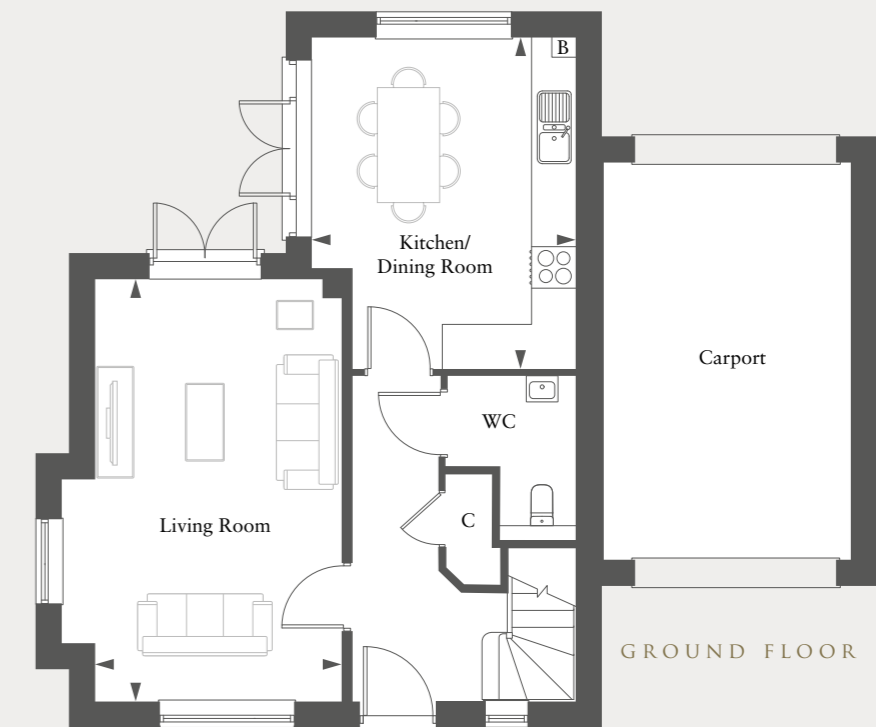 B
Kitchen/
Dining Room
Carport
WC
C
Living Room
GROUND FLOOR